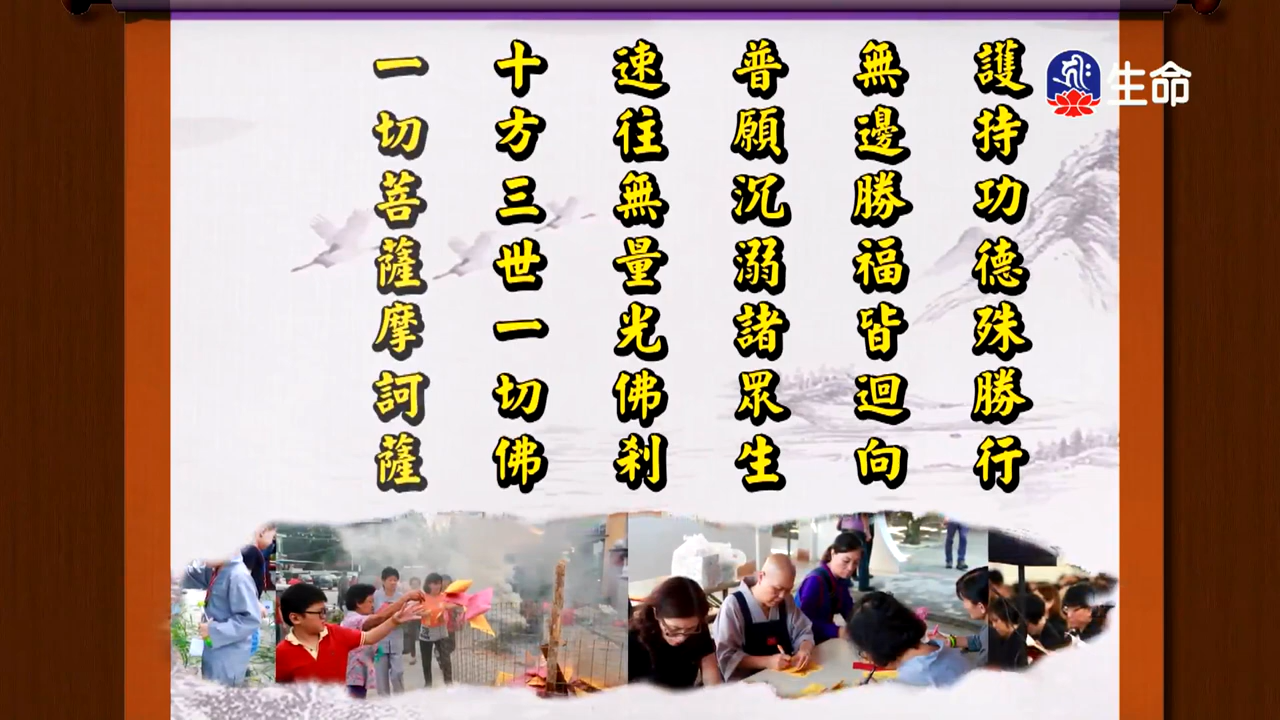 護持功德殊勝行
無邊勝福皆迴向
普願沉溺諸眾生
速往無量光佛剎
十方三世一切佛
一切菩薩摩訶薩
生命